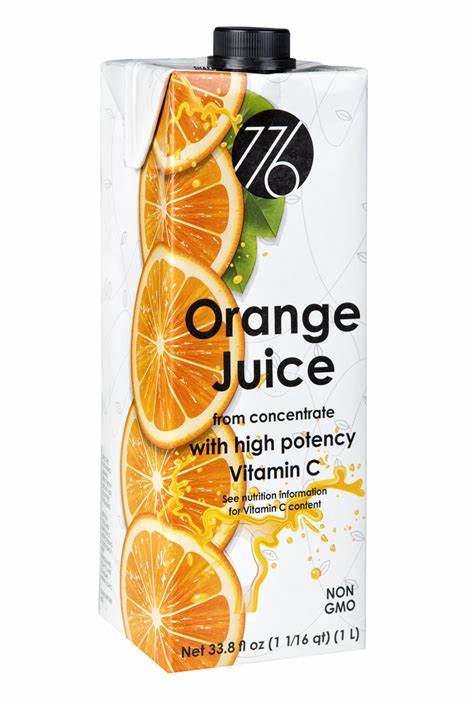 776
Orange
Juice
from concentrate
with high potency
Vitamin C
See nutrition information
for Vitamin C content
NON
GMO
Net 33.8 fl oz (1 1/16 qt) (1 L)